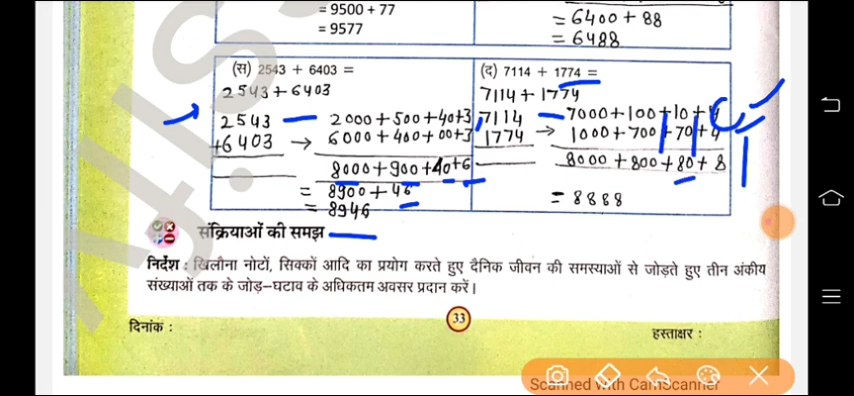 = 9500 + 77
= 9577
= 6400 + 88
= 6488
(स) 2543 + 6403 =
2543+6403
2543 2000+500+40+3
+6403 → 6000+400+00+3
8000+900+40+6
= 8900+46
= 8946
(द) 7114 + 1774 =
7114+1774
7114 7000+100+10+4
1774 → 1000+700+70+4
8000+800+80+8
= 8888
संक्रियाओं की समझ
निर्देश : खिलौना नोटों, सिक्कों आदि का प्रयोग करते हुए दैनिक जीवन की समस्याओं से जोड़ते हुए तीन अंकीय
संख्याओं तक के जोड़–घटाव के अधिकतम अवसर प्रदान करें।
दिनांक :
33
हस्ताक्षर :
Scanned with CamScanner